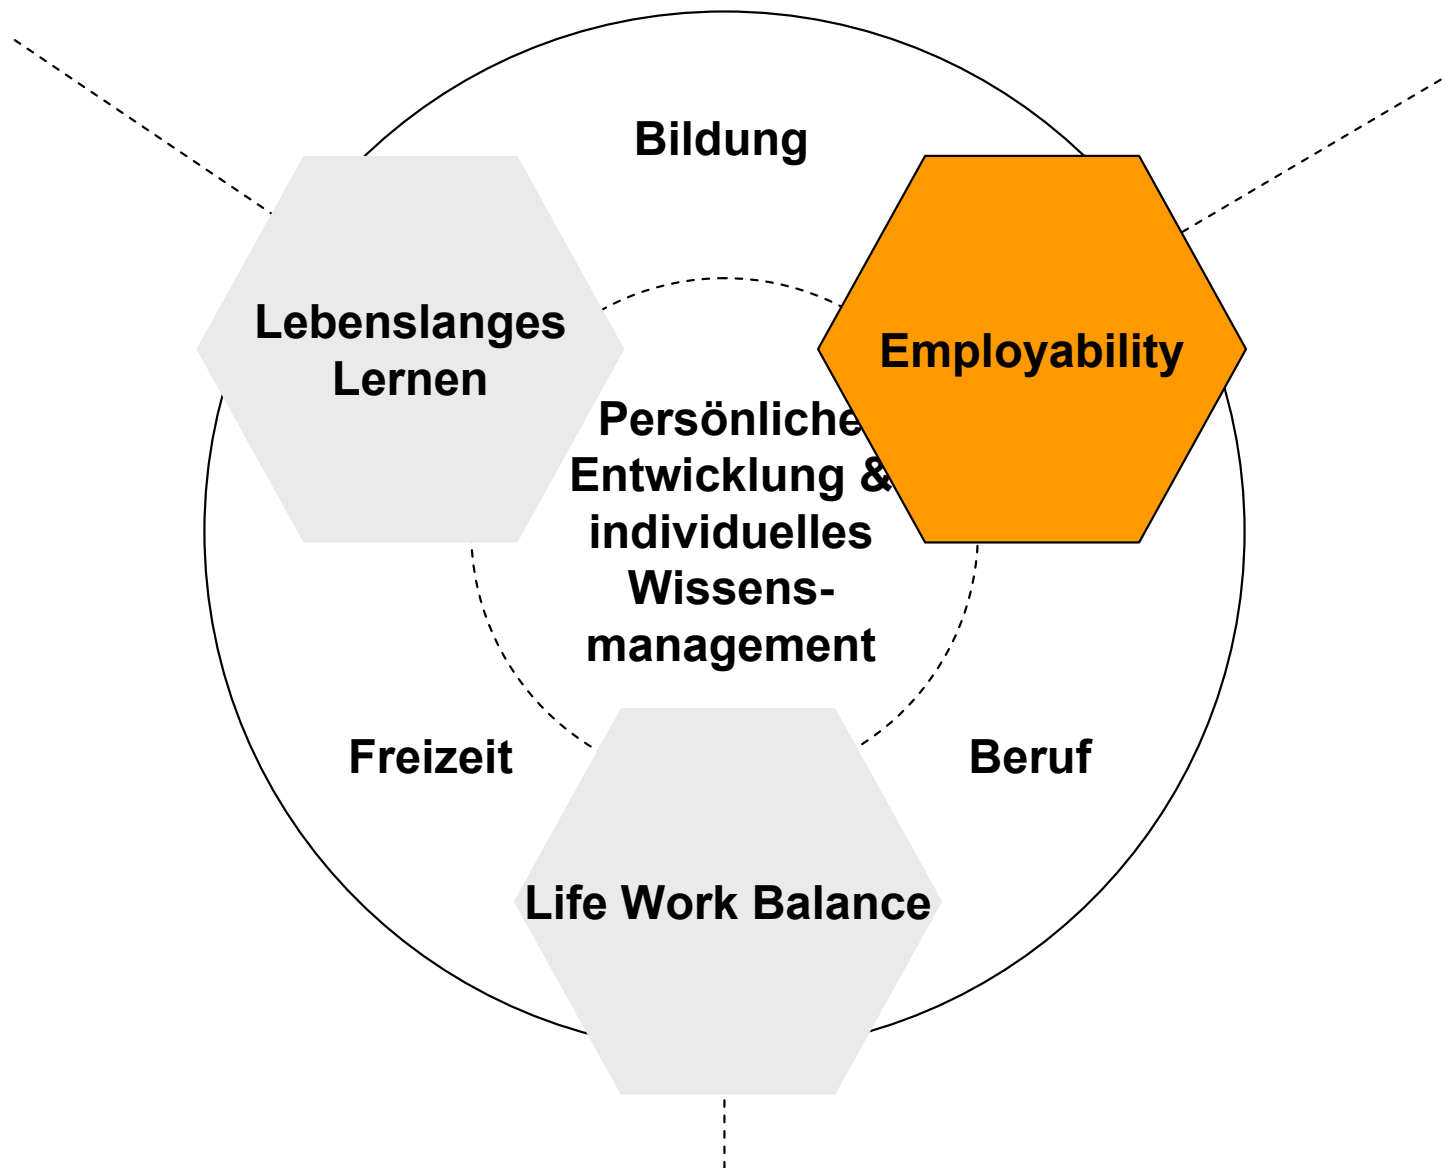 Bildung
Lebenslanges
Lernen
Employability
Persönliche
Entwicklung &
individuelles
Wissens-
management
Freizeit
Beruf
Life Work Balance